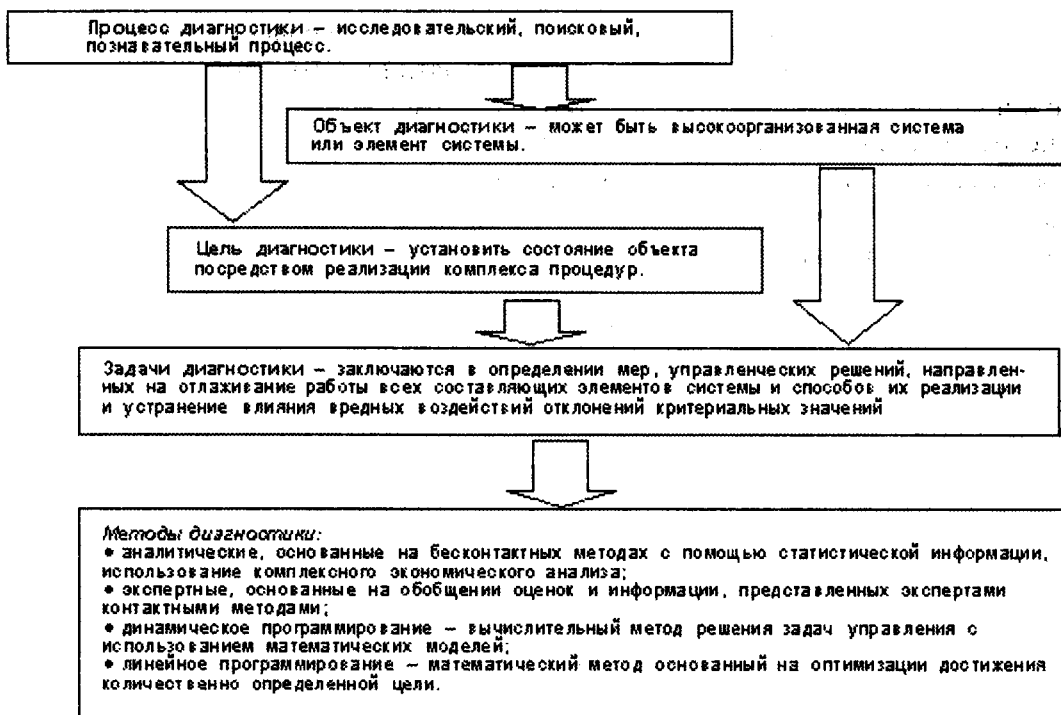 Процесс диагностики – исследовательский, поисковый,
познавательный процесс.
Объект диагностики – может быть высокоорганизованная система
или элемент системы.
Цель диагностики – установить состояние объекта
посредством реализации комплекса процедур.
Задачи диагностики – заключаются в определении мер, управленческих решений, направлен-
ных на отлаживание работы всех составляющих элементов системы и способов их реализации
и устранение влияния вредных воздействий отклонений критериальных значений
Методы диагностики:
• аналитические, основанные на бесконтактных методах с помощью статистической информации,
использование комплексного экономического анализа;
• экспертные, основанные на обобщении оценок и информации, представленных экспертами
контактными методами;
• динамическое программирование – вычислительный метод решения задач управления с
использованием математических моделей;
• линейное программирование – математический метод основанный на оптимизации достижения
количественно определенной цели.